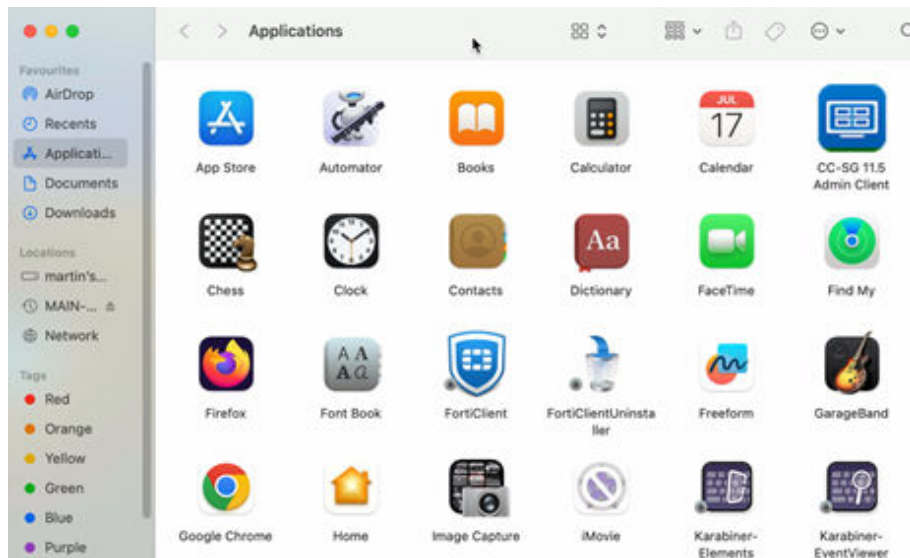 Applications
Favourites
AirDrop
Recents
Applicati...
Documents
Downloads
Locations
martin's...
MAIN-...
Network
Tags
Red
Orange
Yellow
Green
Blue
Purple
JUL
17
App Store
Automator
Books
Calculator
Calendar
CC-SG 11.5
Admin Client
Aa
Chess
Clock
Contacts
Dictionary
FaceTime
Find My
A A
A a
Firefox
Font Book
FortiClient
FortiClientUninsta
ller
Freeform
GarageBand
Google Chrome
Home
Image Capture
iMovie
Karabiner-
Elements
Karabiner-
EventViewer